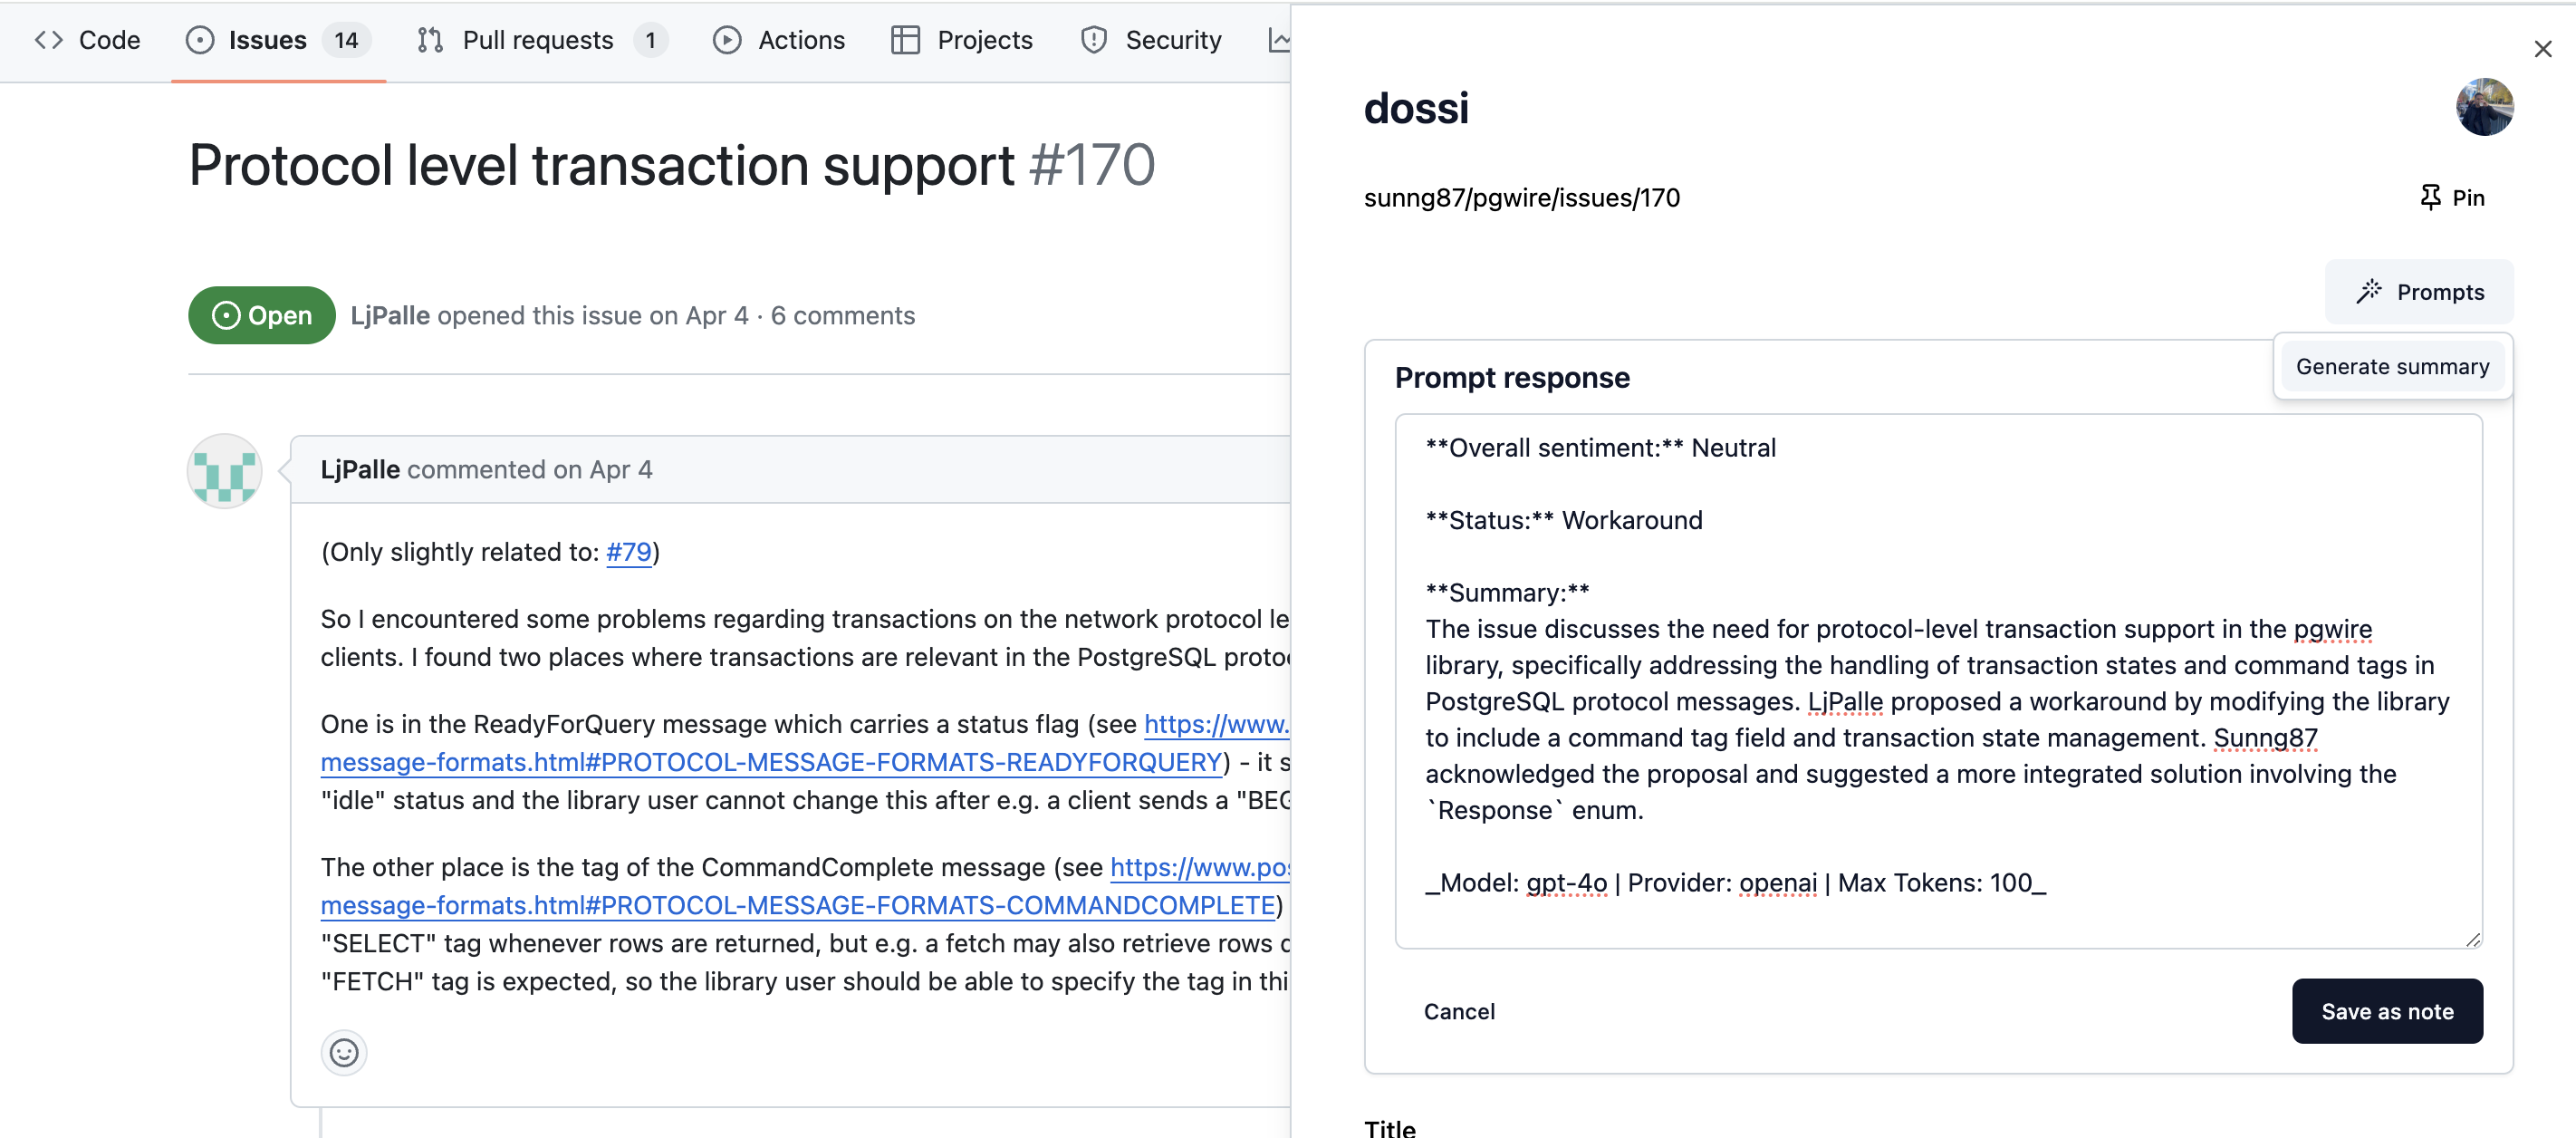 Code Issues 14 Pull requests 1 Actions Projects Security
Protocol level transaction support #170
Open LjPalle opened this issue on Apr 4 · 6 comments
LjPalle commented on Apr 4
(Only slightly related to: #79)
So I encountered some problems regarding transactions on the network protocol le
clients. I found two places where transactions are relevant in the PostgreSQL proto
One is in the ReadyForQuery message which carries a status flag (see https://www.
message-formats.html#PROTOCOL-MESSAGE-FORMATS-READYFORQUERY) - it s
"idle" status and the library user cannot change this after e.g. a client sends a "BEG
The other place is the tag of the CommandComplete message (see https://www.pos
message-formats.html#PROTOCOL-MESSAGE-FORMATS-COMMANDCOMPLETE)
"SELECT" tag whenever rows are returned, but e.g. a fetch may also retrieve rows
"FETCH" tag is expected, so the library user should be able to specify the tag in thi
dossi
sunng87/pgwire/issues/170
Pin
Prompts
Generate summary
Prompt response
**Overall sentiment:** Neutral
**Status:** Workaround
**Summary:**
The issue discusses the need for protocol-level transaction support in the pgwire
library, specifically addressing the handling of transaction states and command tags in
PostgreSQL protocol messages. LjPalle proposed a workaround by modifying the library
to include a command tag field and transaction state management. Sunng87
acknowledged the proposal and suggested a more integrated solution involving the
`Response` enum.
_Model: gpt-4o | Provider: openai | Max Tokens: 100_
Cancel
Save as note
Title